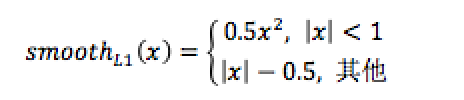 smooth_{L1}(x) = { 0.5x², |x| < 1
|x| − 0.5, 其他